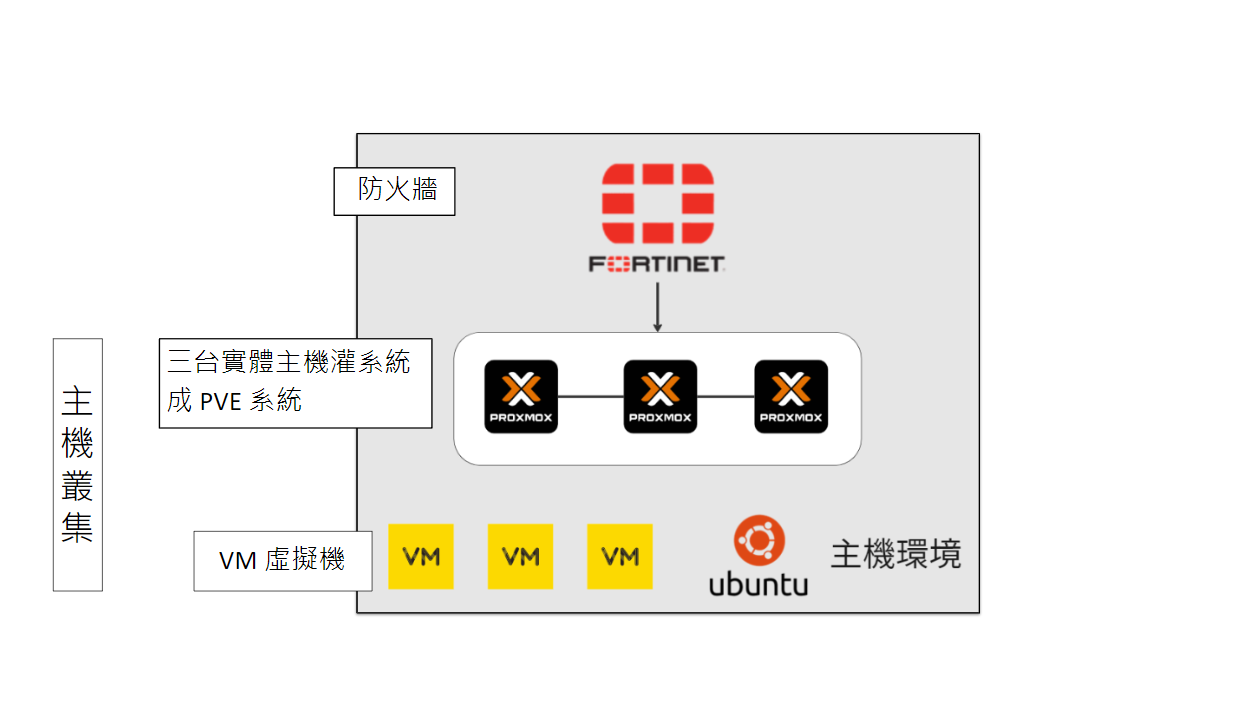 防火牆
FORTINET
三台實體主機灌系統
成 PVE 系統
PROXMOX
PROXMOX
PROXMOX
主機叢集
VM 虛擬機
VM
VM
VM
ubuntu
主機環境